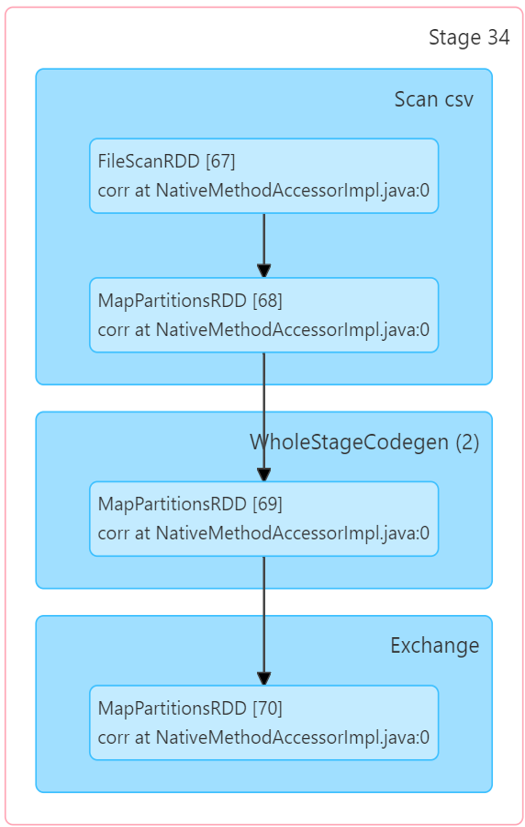 Stage 34
Scan csv
FileScanRDD [67]
corr at NativeMethodAccessorImpl.java:0
MapPartitionsRDD [68]
corr at NativeMethodAccessorImpl.java:0
WholeStageCodegen (2)
MapPartitionsRDD [69]
corr at NativeMethodAccessorImpl.java:0
Exchange
MapPartitionsRDD [70]
corr at NativeMethodAccessorImpl.java:0